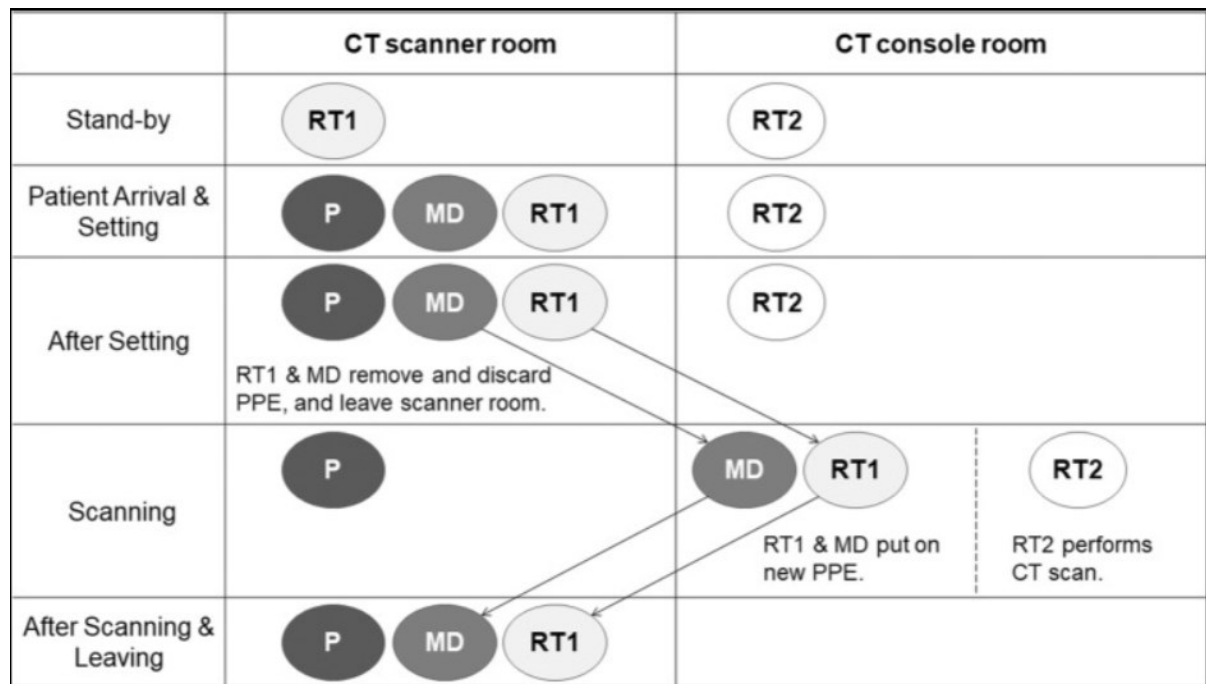 CT scanner room
CT console room
Stand-by
RT1
RT2
Patient Arrival &
Setting
P
MD
RT1
RT2
After Setting
P
MD
RT1
RT2
RT1 & MD remove and discard
PPE, and leave scanner room.
Scanning
P
MD
RT1
RT2
RT1 & MD put on
new PPE.
RT2 performs
CT scan.
After Scanning &
Leaving
P
MD
RT1